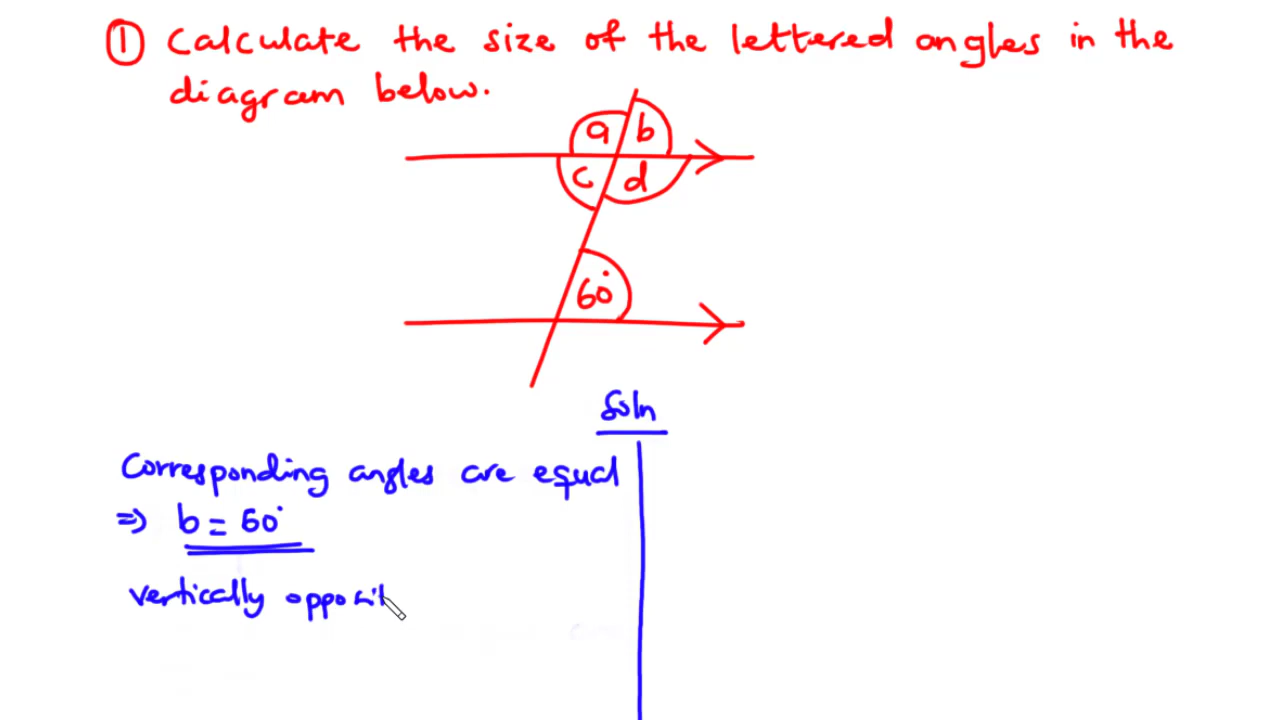 ① Calculate the size of the lettered angles in the
diagram below.
a b
c d
60°
Soln
Corresponding angles are equal
⇒ b = 60°
vertically opposit